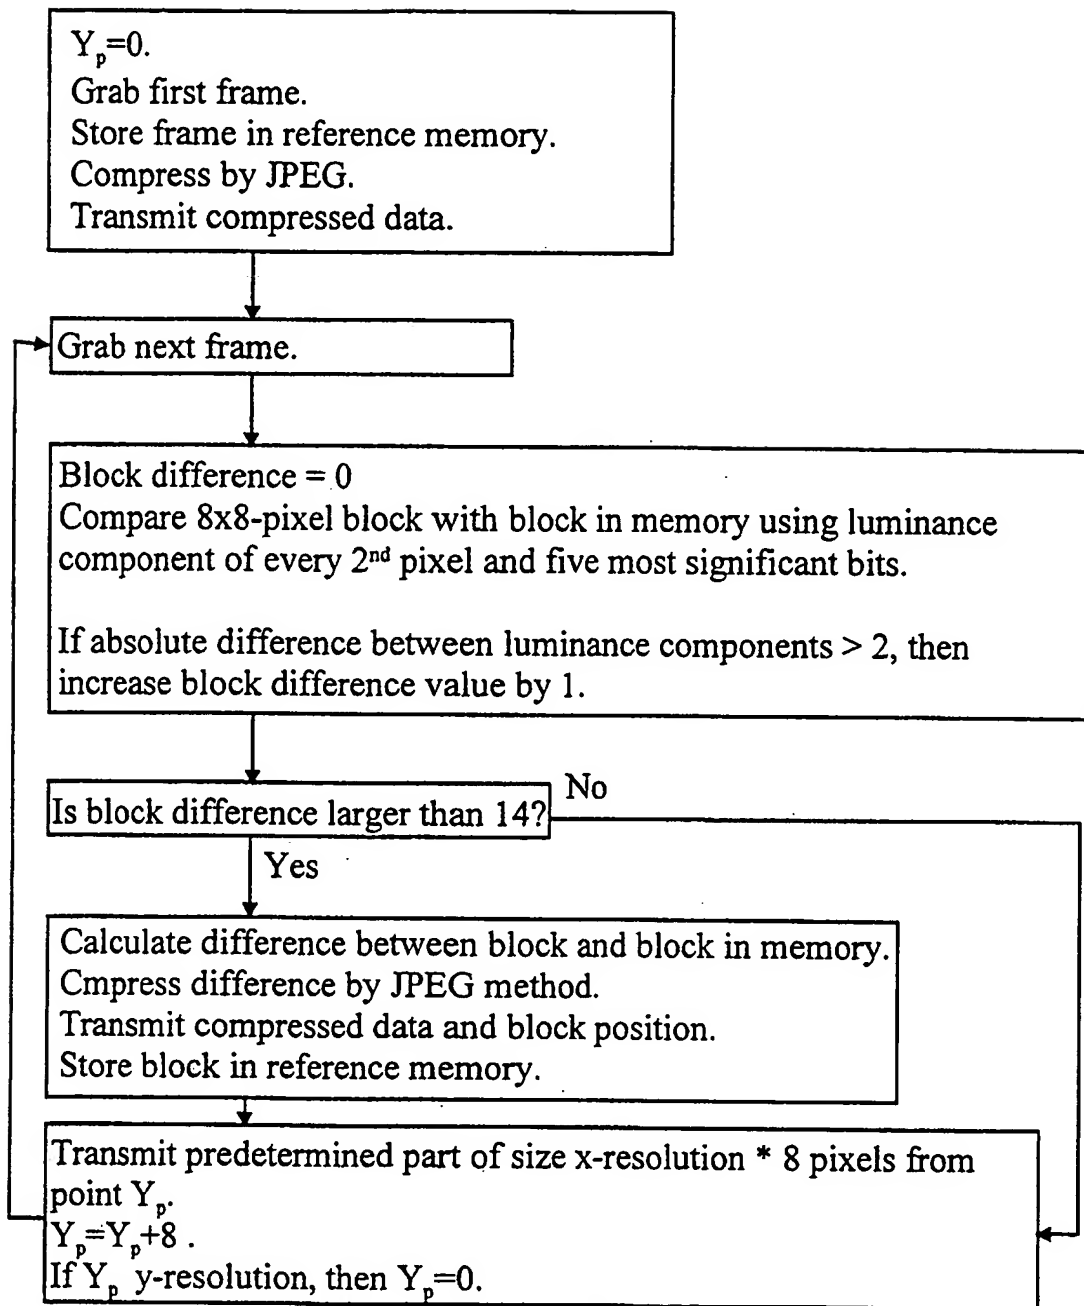 Yp=0.
Grab first frame.
Store frame in reference memory.
Compress by JPEG.
Transmit compressed data.
Grab next frame.
Block difference = 0
Compare 8x8-pixel block with block in memory using luminance
component of every 2nd pixel and five most significant bits.
If absolute difference between luminance components > 2, then
increase block difference value by 1.
Is block difference larger than 14?
No
Yes
Calculate difference between block and block in memory.
Cmpress difference by JPEG method.
Transmit compressed data and block position.
Store block in reference memory.
Transmit predetermined part of size x-resolution * 8 pixels from
point Yp.
Yp=Yp+8 .
If Yp y-resolution, then Yp=0.